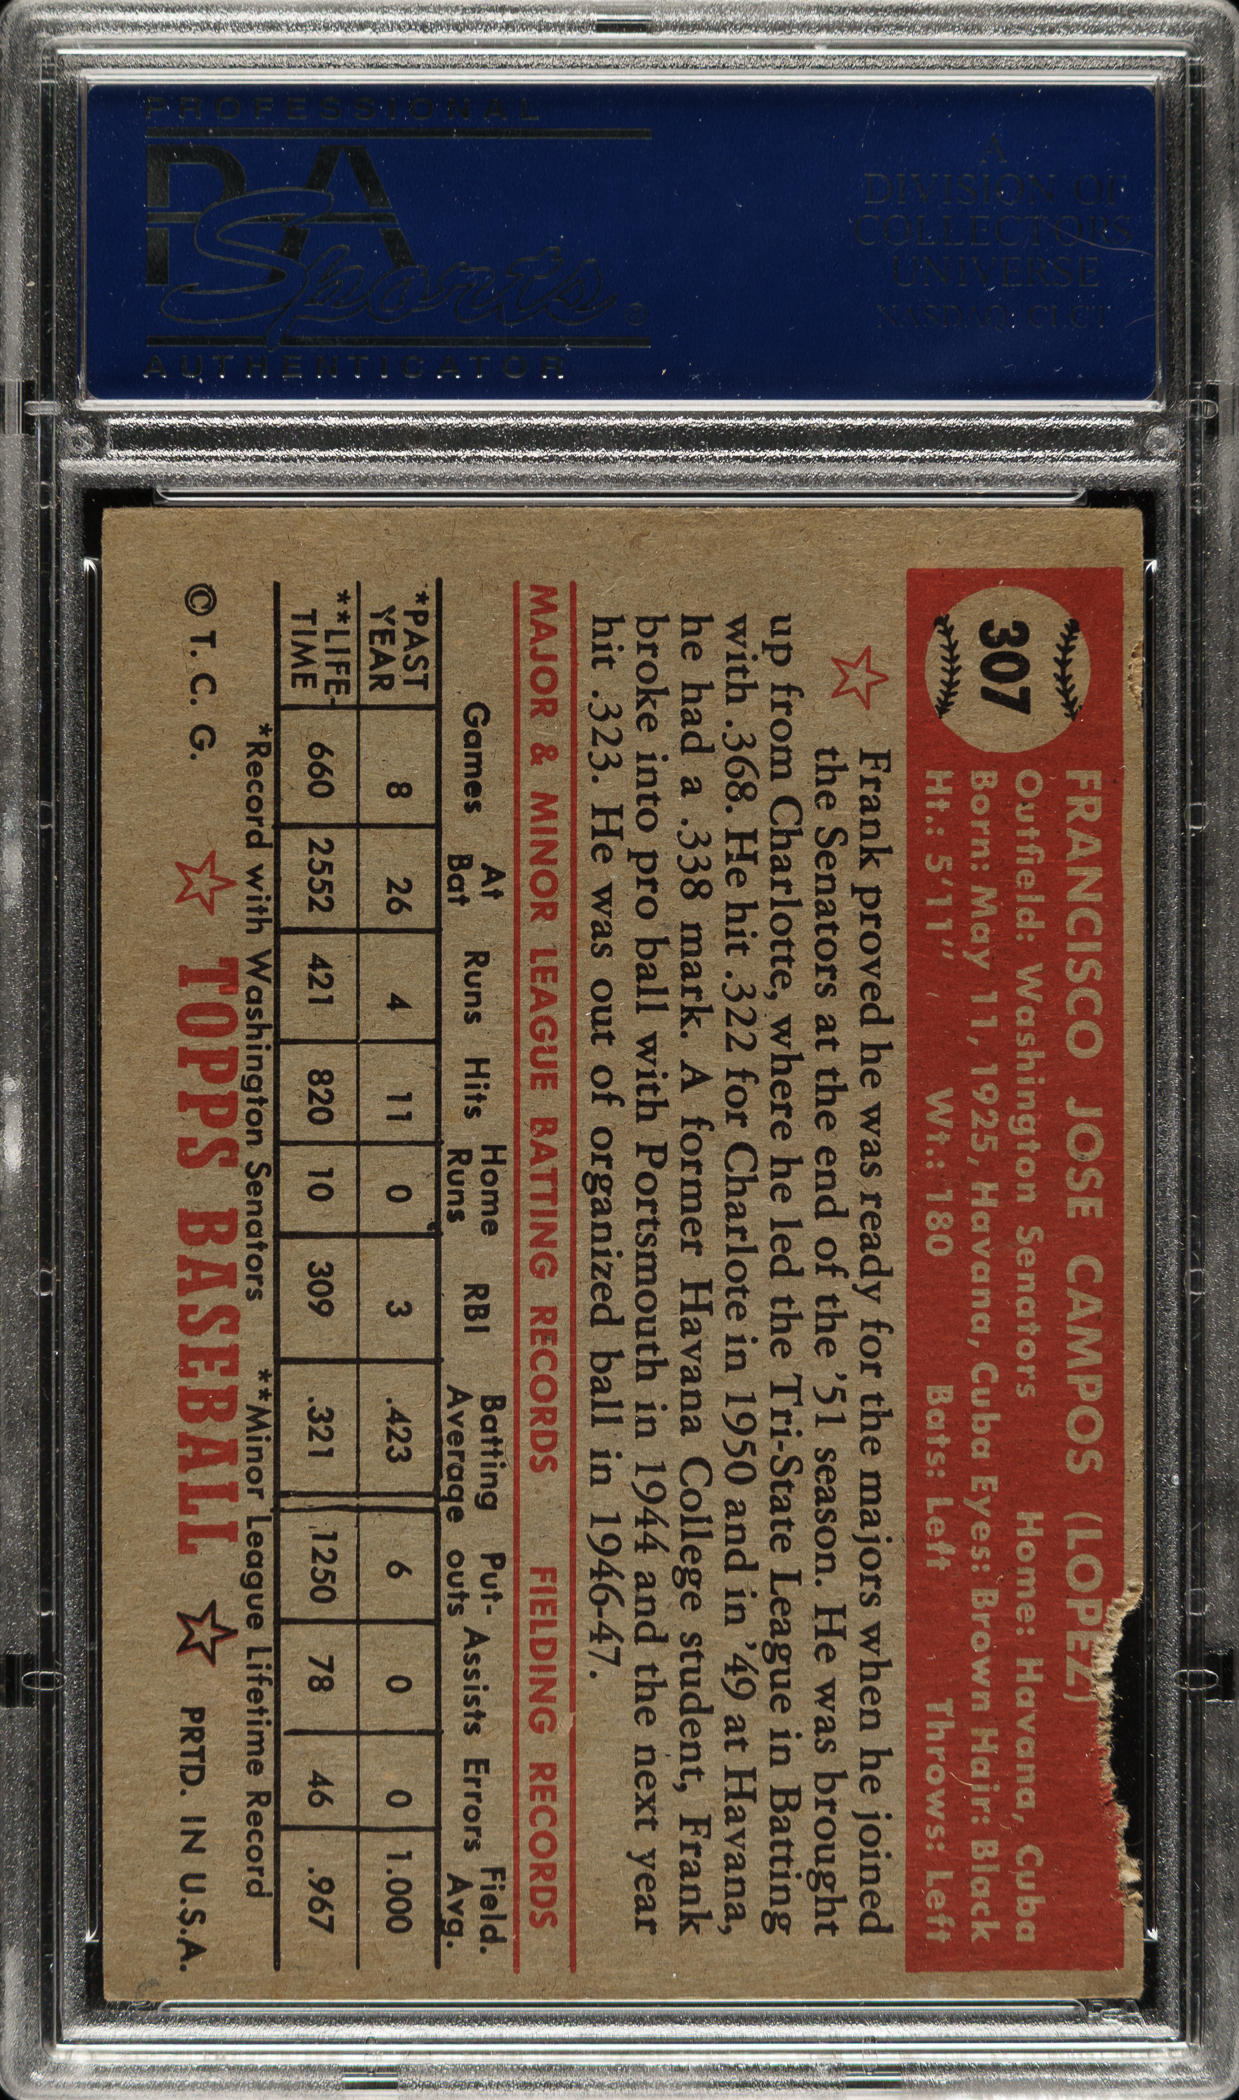 PROFESSIONAL
PSA
Sports®
AUTHENTICATOR
A
DIVISION OF
COLLECTORS
UNIVERSE
NASDAQ: CLCT
307
FRANCISCO JOSE CAMPOS (LOPEZ)
Outfield: Washington Senators Home: Havana, Cuba
Born: May 11, 1925, Havana, Cuba Eyes: Brown Hair: Black
Ht.: 5'11" Wt.: 180 Bats: Left Throws: Left
Frank proved he was ready for the majors when he joined
the Senators at the end of the '51 season. He was brought
up from Charlotte, where he led the Tri-State League in Batting
with .368. He hit .322 for Charlote in 1950 and in '49 at Havana,
he had a .338 mark. A former Havana College student, Frank
broke into pro ball with Portsmouth in 1944 and the next year
hit .323. He was out of organized ball in 1946-47.
MAJOR & MINOR LEAGUE BATTING RECORDS FIELDING RECORDS
Games At Bat Runs Hits Home Runs RBI Batting Average Put-outs Assists Errors Field. Avg.
*PAST YEAR 8 26 4 11 0 3 .423 6 0 0 1.000
**LIFE-TIME 660 2552 421 820 10 309 .321 1250 78 46 .967
*Record with Washington Senators **Minor League Lifetime Record
© T. C. G. TOPPS BASEBALL PRTD. IN U.S.A.